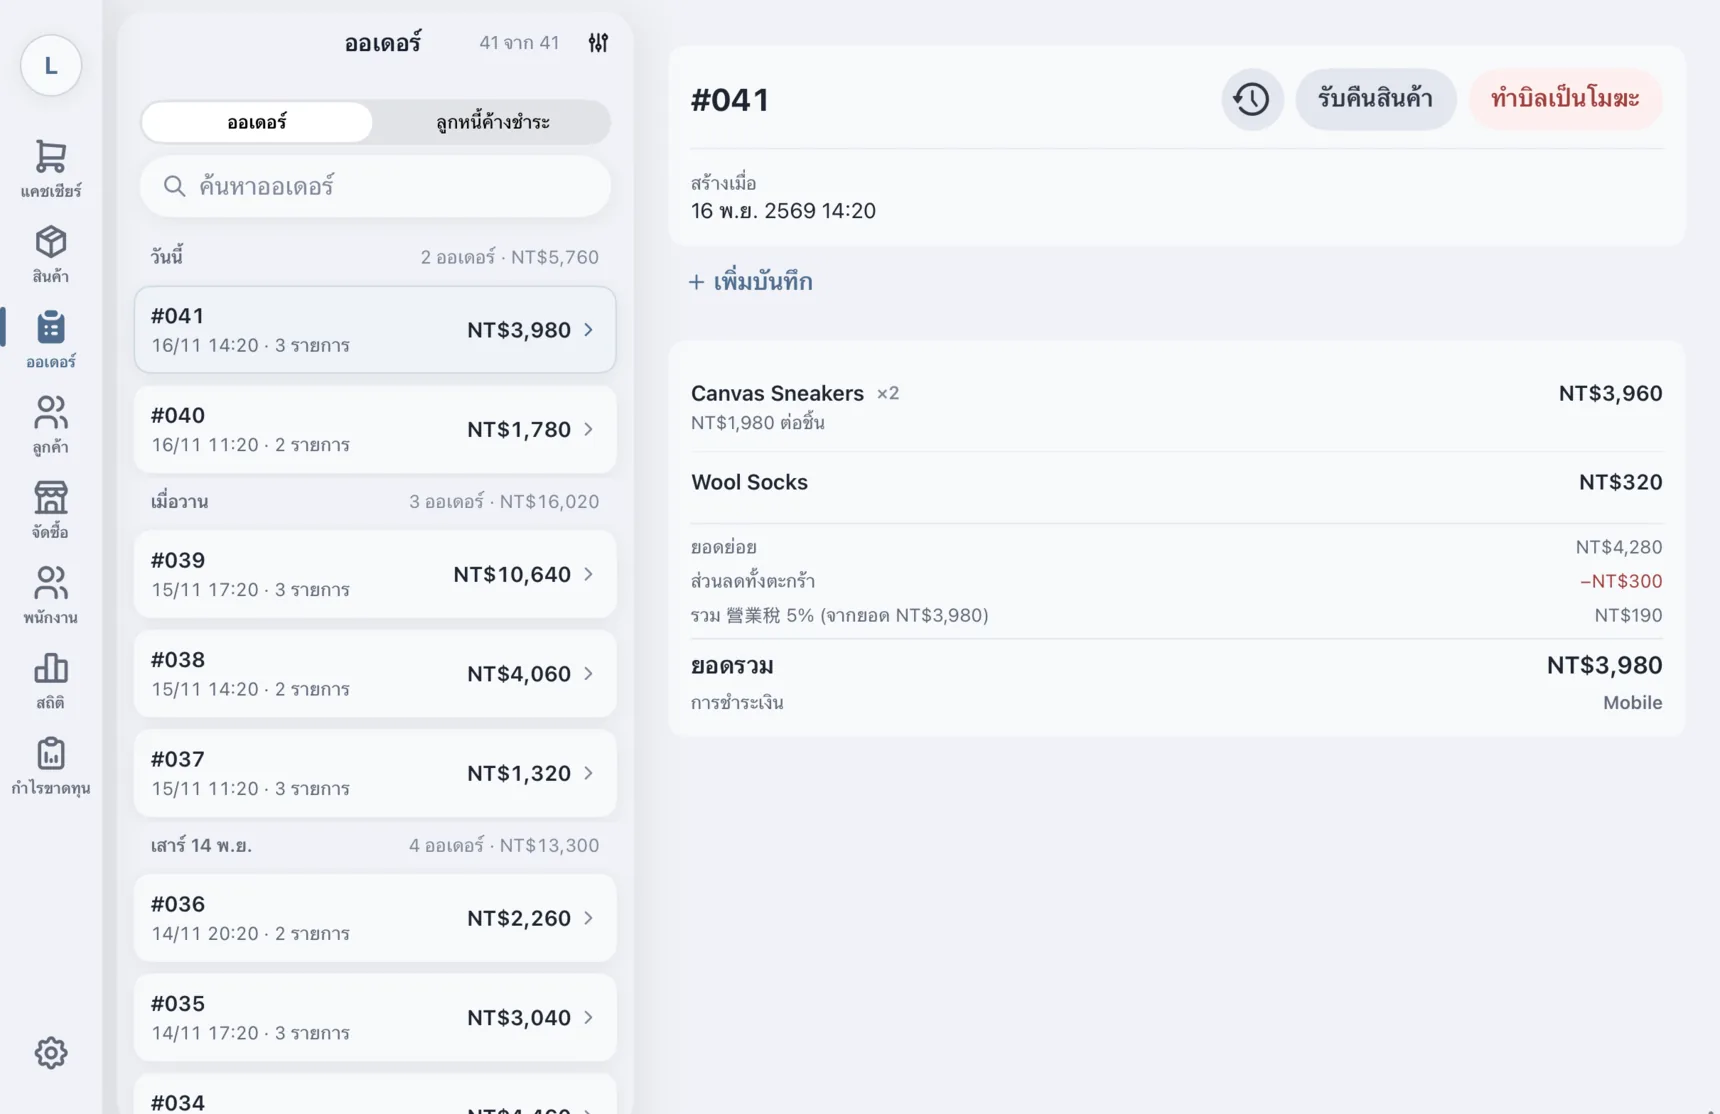 L
แคชเชียร์
สินค้า
ออเดอร์
ลูกค้า
จัดซื้อ
พนักงาน
สถิติ
กำไรขาดทุน
ออเดอร์ 41 จาก 41
ออเดอร์ ลูกหนี้ค้างชำระ
ค้นหาออเดอร์
วันนี้ 2 ออเดอร์ · NT$5,760
#041
NT$3,980
16/11 14:20 · 3 รายการ
#040
NT$1,780
16/11 11:20 · 2 รายการ
เมื่อวาน 3 ออเดอร์ · NT$16,020
#039
NT$10,640
15/11 17:20 · 3 รายการ
#038
NT$4,060
15/11 14:20 · 2 รายการ
#037
NT$1,320
15/11 11:20 · 3 รายการ
เสาร์ 14 พ.ย. 4 ออเดอร์ · NT$13,300
#036
NT$2,260
14/11 20:20 · 2 รายการ
#035
NT$3,040
14/11 17:20 · 3 รายการ
#034
NT$4,460
#041 รับคืนสินค้า ทำบิลเป็นโมฆะ
สร้างเมื่อ
16 พ.ย. 2569 14:20
+ เพิ่มบันทึก
Canvas Sneakers ×2 NT$3,960
NT$1,980 ต่อชิ้น
Wool Socks NT$320
ยอดย่อย NT$4,280
ส่วนลดทั้งตะกร้า –NT$300
รวม 營業稅 5% (จากยอด NT$3,980) NT$190
ยอดรวม NT$3,980
การชำระเงิน Mobile